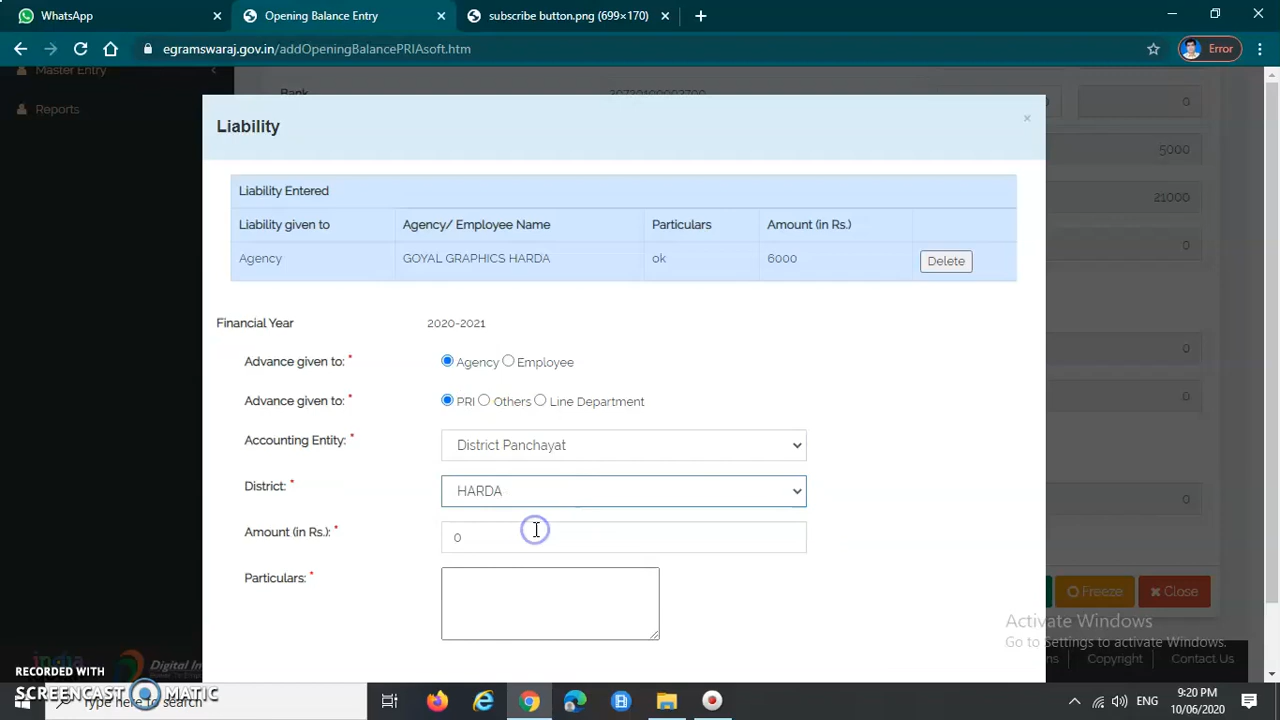 WhatsApp
Opening Balance Entry
subscribe button.png (699×170)
egramswaraj.gov.in/addOpeningBalancePRIAsoft.htm
Error
Master Entry
Reports
Bank
0
5000
21000
0
0
0
0
Liability
×
Liability Entered
Liability given to Agency/ Employee Name Particulars Amount (in Rs.)
Agency GOYAL GRAPHICS HARDA ok 6000 Delete
Financial Year 2020-2021
Advance given to: * Agency Employee
Advance given to: * PRI Others Line Department
Accounting Entity: * District Panchayat
District: * HARDA
Amount (in Rs.): * 0
Particulars: *
Freeze Close
Activate Windows
Go to Settings to activate Windows.
Copyright Contact Us
RECORDED WITH
SCREENCAST MATIC
Type here to search
ENG
9:20 PM
10/06/2020